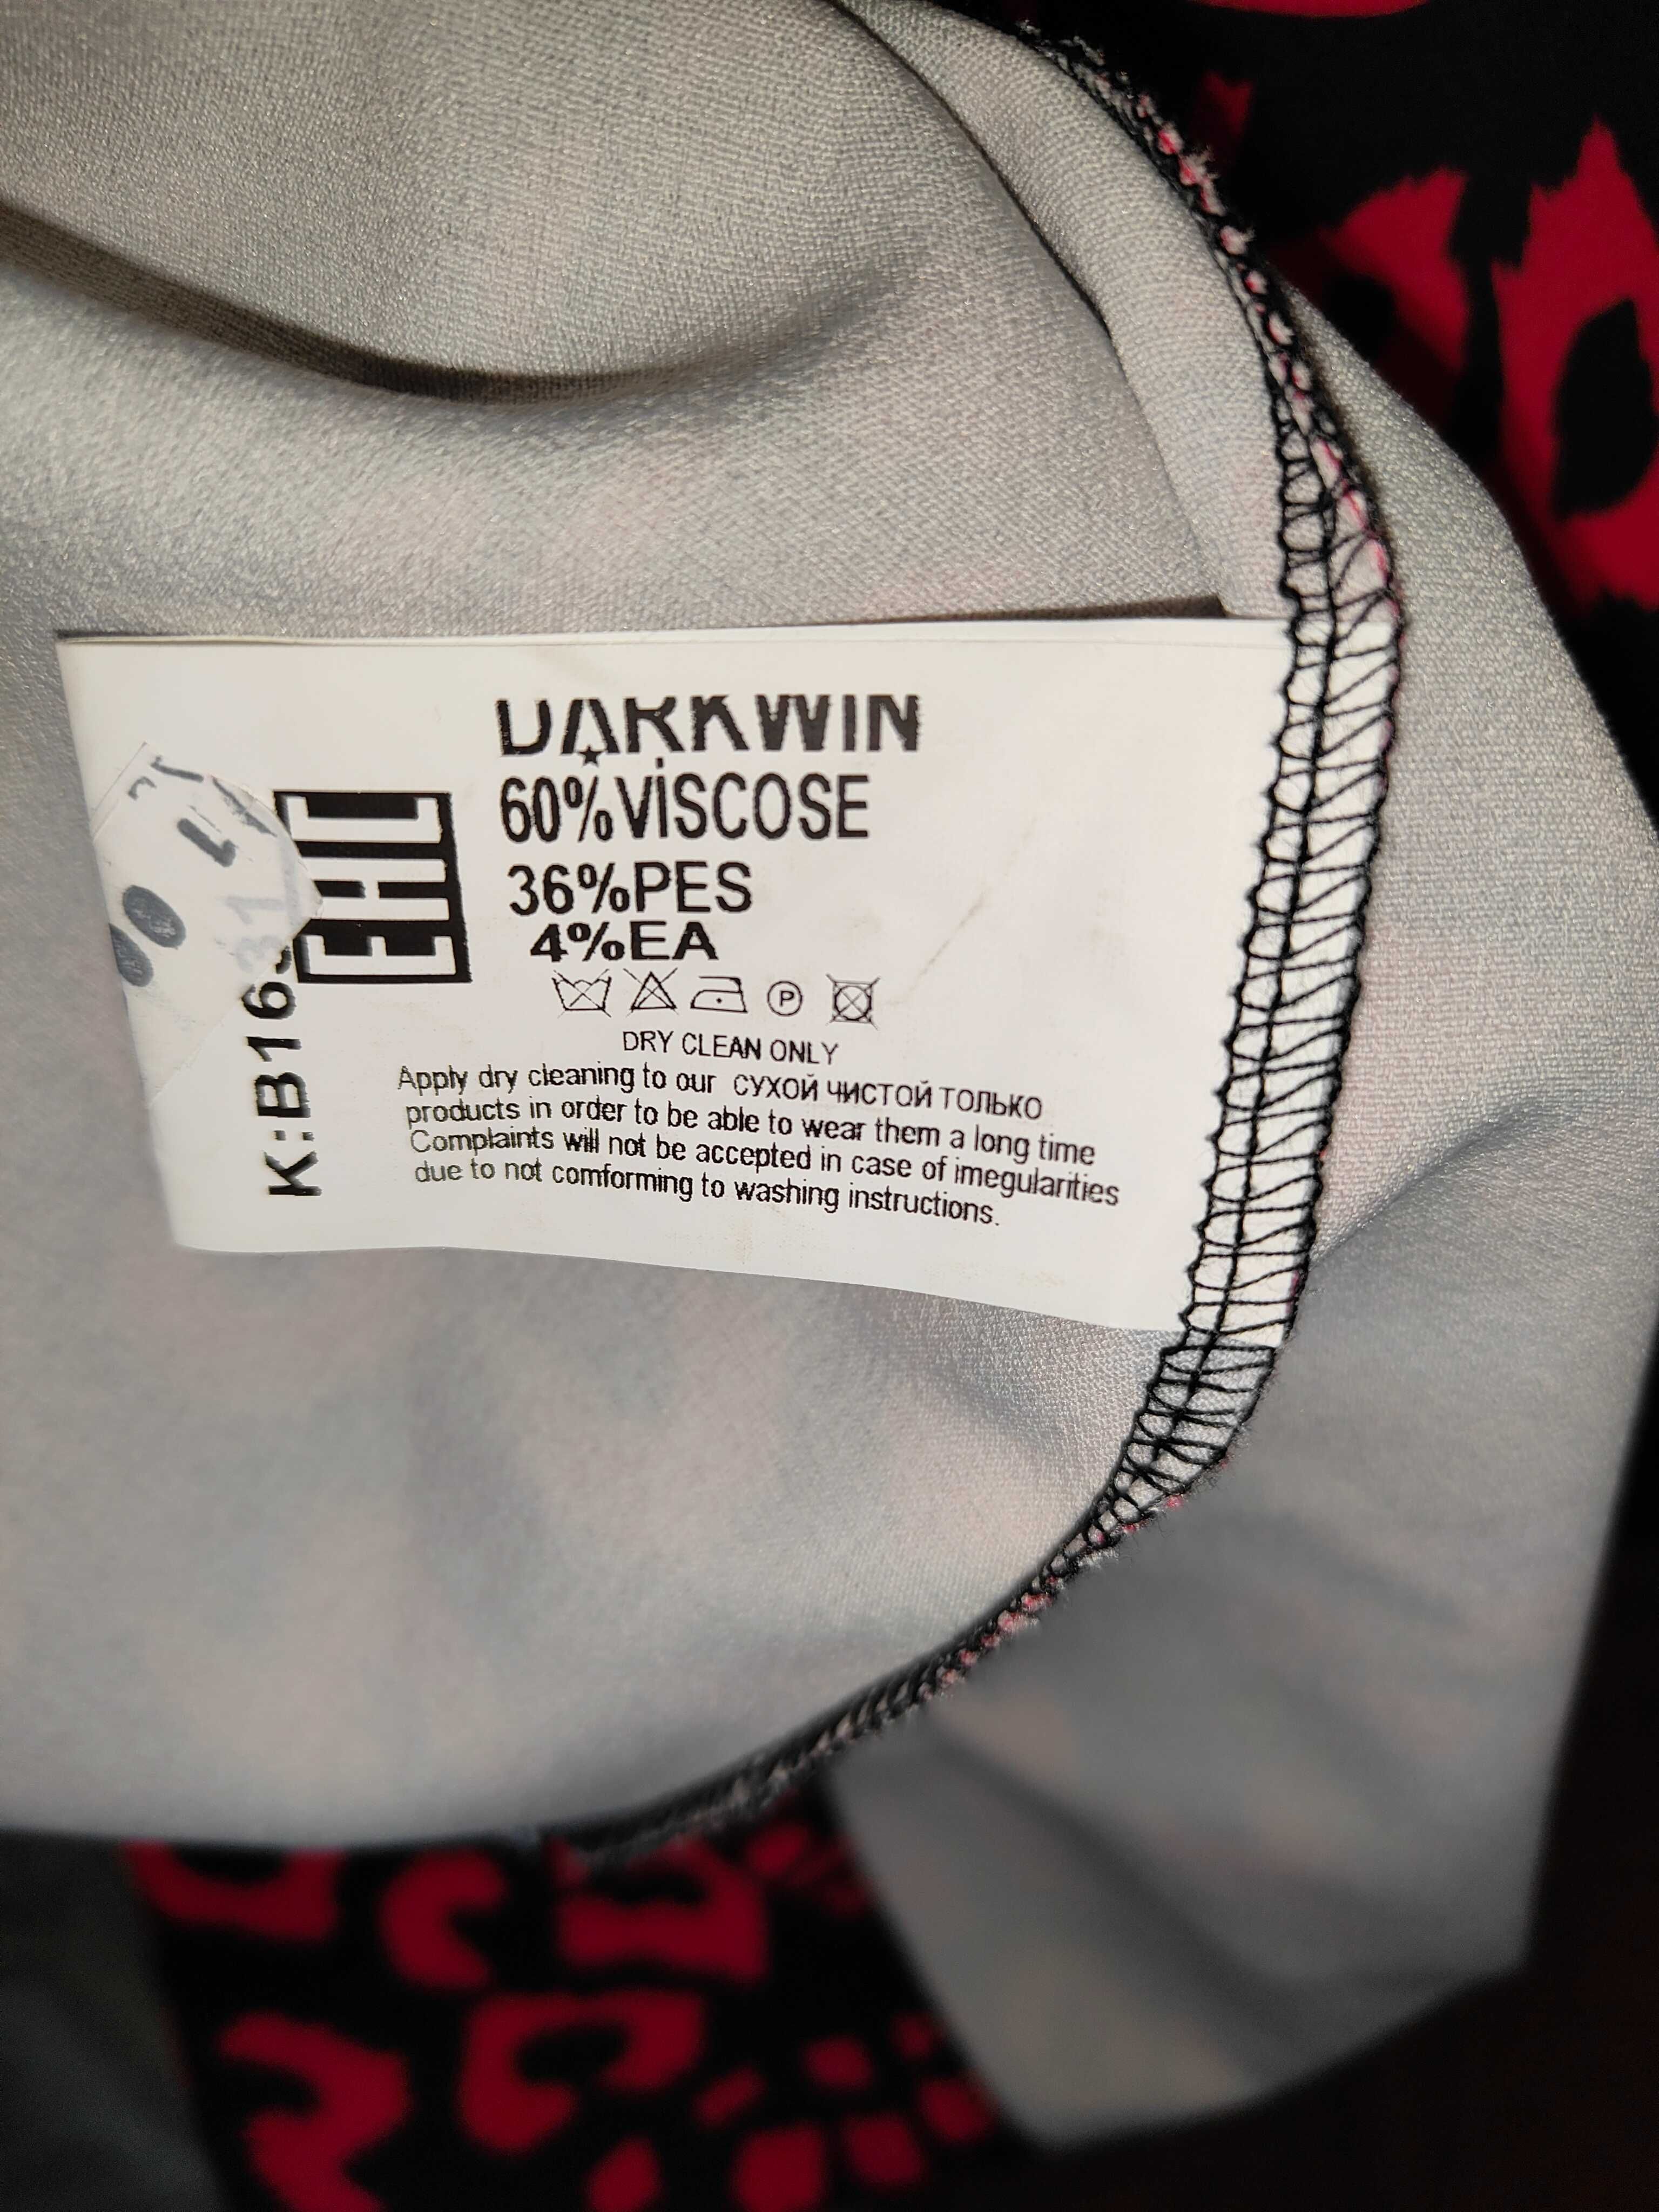 DARKWIN
60%VİSCOSE
36%PES
4%EA
P
DRY CLEAN ONLY
Apply dry cleaning to our СУХОЙ ЧИСТОЙ ТОЛЬКО
products in order to be able to wear them a long time
Complaints will not be accepted in case of imegularities
due to not comforming to washing instructions.
EAC